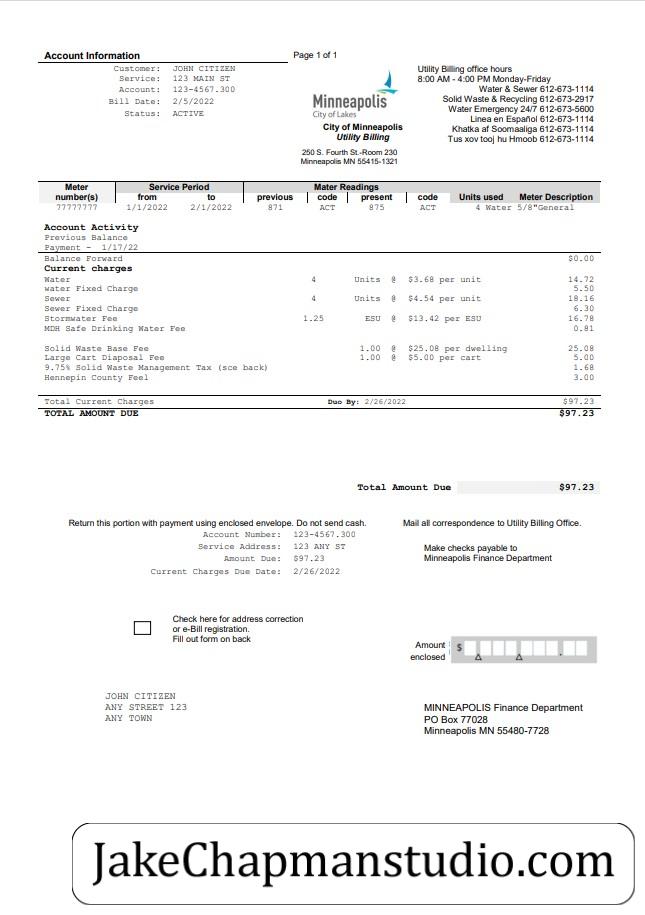 Account Information
Page 1 of 1
Customer: JOHN CITIZEN
Service: 123 MAIN ST
Account: 123-4567.300
Bill Date: 2/5/2022
Status: ACTIVE
Minneapolis
City of Lakes
City of Minneapolis
Utility Billing
250 S. Fourth St.-Room 230
Minneapolis MN 55415-1321
Utility Billing office hours
8:00 AM - 4:00 PM Monday-Friday
Water & Sewer 612-673-1114
Solid Waste & Recycling 612-673-2917
Water Emergency 24/7 612-673-5600
Linea en Español 612-673-1114
Khatka af Soomaaliga 612-673-1114
Tus xov tooj hu Hmoob 612-673-1114
Meter Service Period Mater Readings
number(s) from to previous code present code Units used Meter Description
77777777 1/1/2022 2/1/2022 871 ACT 875 ACT 4 Water 5/8"General
Account Activity
Previous Balance
Payment - 1/17/22
Balance Forward $0.00
Current charges
Water 4 Units @ $3.68 per unit 14.72
water Fixed Charge 5.50
Sewer 4 Units @ $4.54 per unit 18.16
Sewer Fixed Charge 6.30
Stormwater Fee 1.25 ESU @ $13.42 per ESU 16.78
MDH Safe Drinking Water Fee 0.81
Solid Waste Base Fee 1.00 @ $25.08 per dwelling 25.08
Large Cart Disposal Fee 1.00 @ $5.00 per cart 5.00
9.75% Solid Waste Management Tax (sce back) 1.68
Hennepin County Feel 3.00
Total Current Charges Duo By: 2/26/2022 $97.23
TOTAL AMOUNT DUE $97.23
Total Amount Due $97.23
Return this portion with payment using enclosed envelope. Do not send cash.
Mail all correspondence to Utility Billing Office.
Account Number: 123-4567.300
Service Address: 123 ANY ST
Amount Due: $97.23
Current Charges Due Date: 2/26/2022
Make checks payable to
Minneapolis Finance Department
Check here for address correction
or e-Bill registration.
Fill out form on back
Amount
enclosed
$ .
JOHN CITIZEN
ANY STREET 123
ANY TOWN
MINNEAPOLIS Finance Department
PO Box 77028
Minneapolis MN 55480-7728
JakeChapmanstudio.com